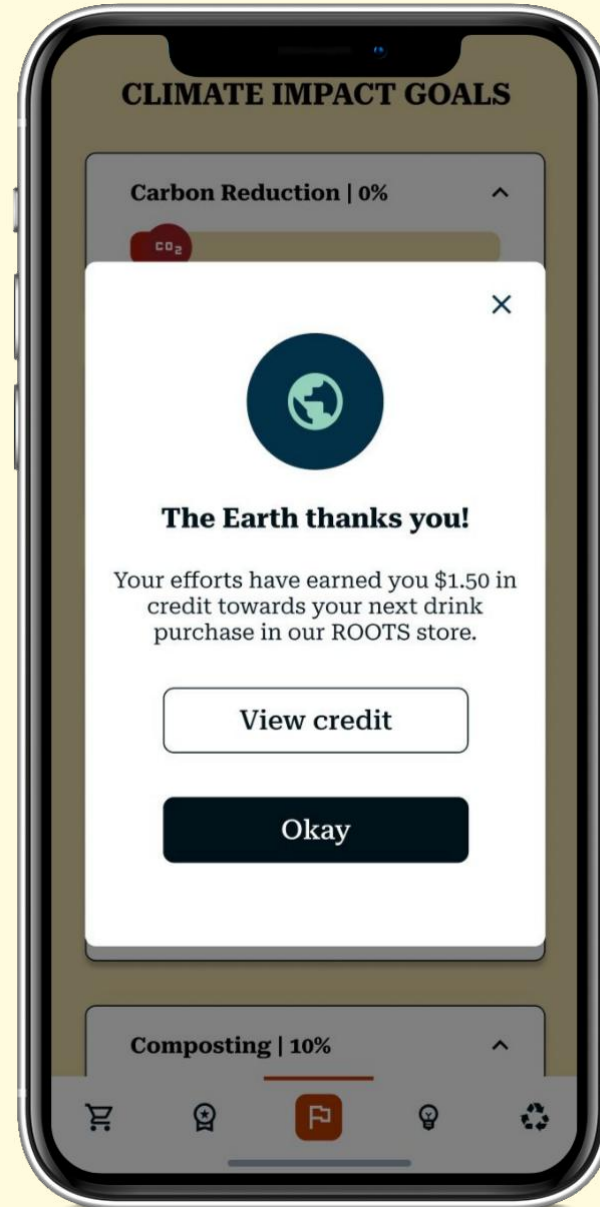 CLIMATE IMPACT GOALS
Carbon Reduction | 0%
CO₂
The Earth thanks you!
Your efforts have earned you $1.50 in
credit towards your next drink
purchase in our ROOTS store.
View credit
Okay
Composting | 10%